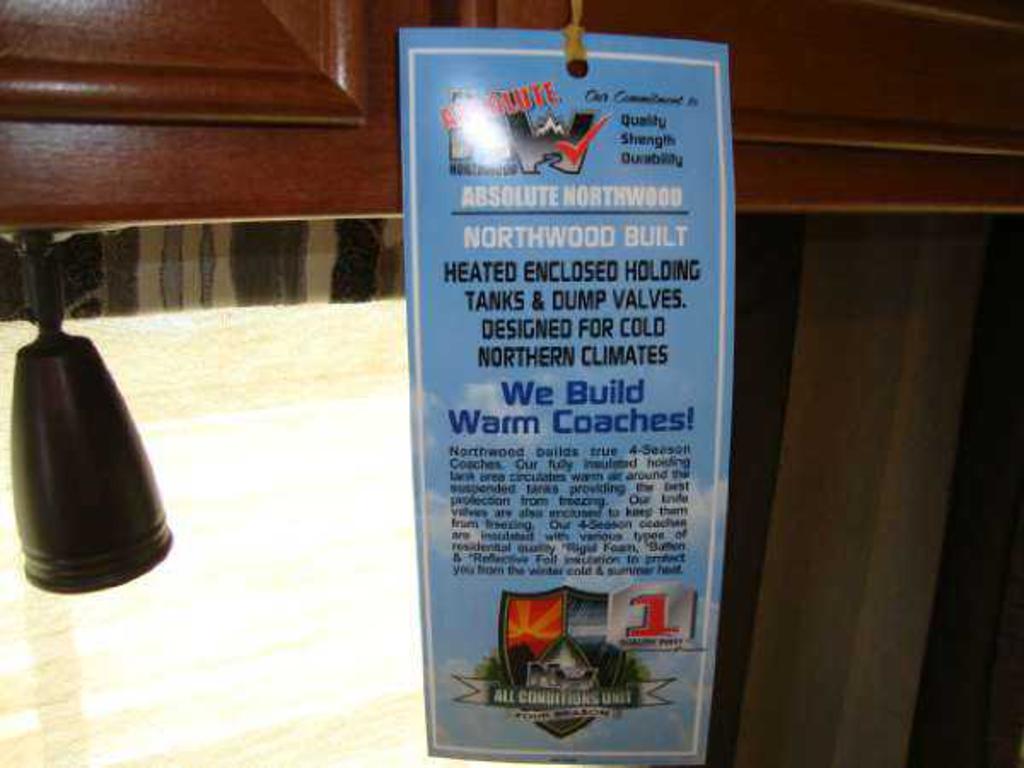 ABSOLUTE
NW
NORTHWOOD
Our Commitment to
Quality
Strength
Durability
ABSOLUTE NORTHWOOD
NORTHWOOD BUILT
HEATED ENCLOSED HOLDING
TANKS & DUMP VALVES.
DESIGNED FOR COLD
NORTHERN CLIMATES
We Build
Warm Coaches!
Northwood builds true 4-Season
Coaches. Our fully insulated holding
tank area circulates warm air around the
suspended tanks providing the best
protection from freezing. Our knife
valves are also enclosed to keep them
from freezing. Our 4-Season coaches
are insulated with various types of
residential quality "Rigid Foam, "Batten
& "Reflective Foil insulation to protect
you from the winter cold & summer heat.
1
QUALITY FIRST
NW
ALL CONDITIONS UNIT
FOUR SEASON